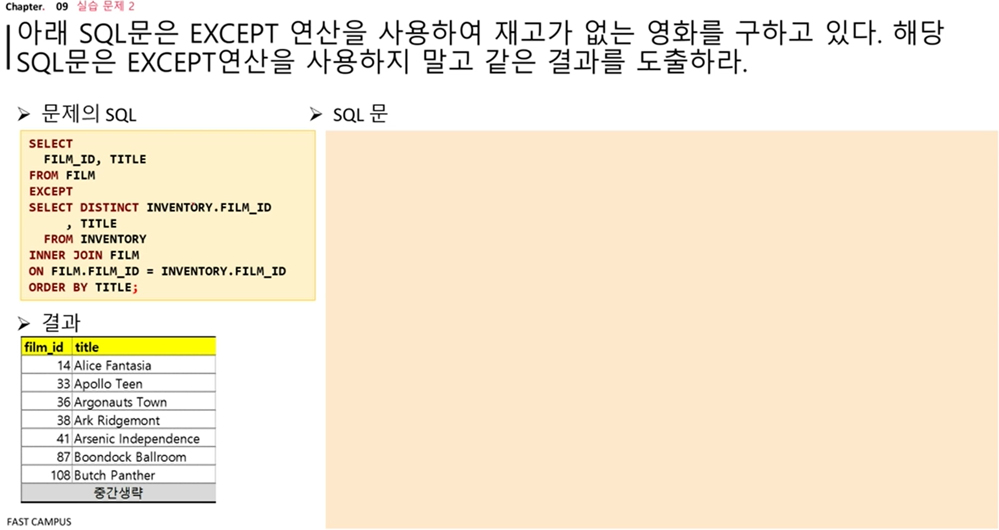 Chapter. 09 실습 문제 2
아래 SQL문은 EXCEPT 연산을 사용하여 재고가 없는 영화를 구하고 있다. 해당
SQL문은 EXCEPT연산을 사용하지 말고 같은 결과를 도출하라.
➢ 문제의 SQL
SELECT
FILM_ID, TITLE
FROM FILM
EXCEPT
SELECT DISTINCT INVENTORY.FILM_ID
, TITLE
FROM INVENTORY
INNER JOIN FILM
ON FILM.FILM_ID = INVENTORY.FILM_ID
ORDER BY TITLE;
➢ 결과
film_id title
14 Alice Fantasia
33 Apollo Teen
36 Argonauts Town
38 Ark Ridgemont
41 Arsenic Independence
87 Boondock Ballroom
108 Butch Panther
중간생략
➢ SQL 문
FAST CAMPUS